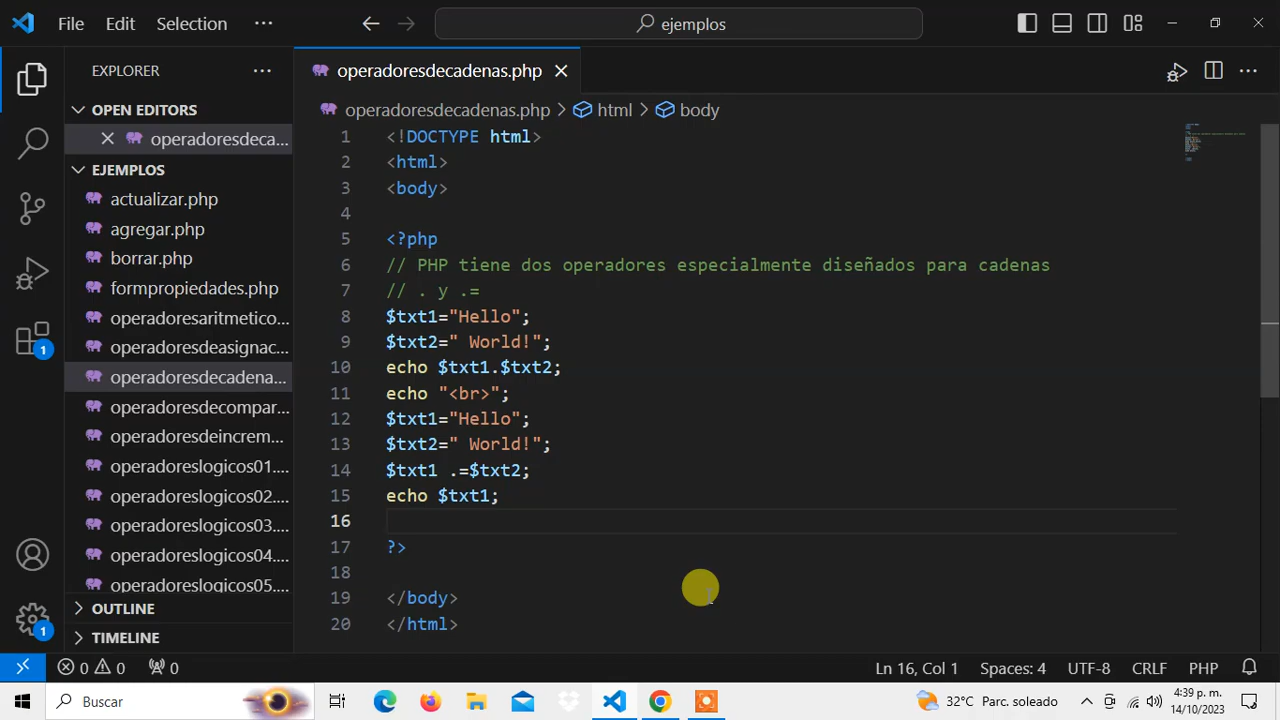 File Edit Selection ··· ejemplos
EXPLORER ···
OPEN EDITORS
operadoresdeca...
EJEMPLOS
actualizar.php
agregar.php
borrar.php
formpropiedades.php
operadoresaritmetico...
operadoresdeasignac...
operadoresdecadena...
operadoresdecompar...
operadoresdeincrem...
operadoreslogicos01....
operadoreslogicos02....
operadoreslogicos03....
operadoreslogicos04....
operadoreslogicos05....
OUTLINE
TIMELINE
1
1
operadoresdecadenas.php
operadoresdecadenas.php > html > body
1 <!DOCTYPE html>
2 <html>
3 <body>
4
5 <?php
6 // PHP tiene dos operadores especialmente diseñados para cadenas
7 // . y .=
8 $txt1="Hello";
9 $txt2=" World!";
10 echo $txt1.$txt2;
11 echo "<br>";
12 $txt1="Hello";
13 $txt2=" World!";
14 $txt1 .=$txt2;
15 echo $txt1;
16
17 ?>
18
19 </body>
20 </html>
0 0 0 Ln 16, Col 1 Spaces: 4 UTF-8 CRLF PHP
Buscar 32°C Parc. soleado 4:39 p. m.
14/10/2023